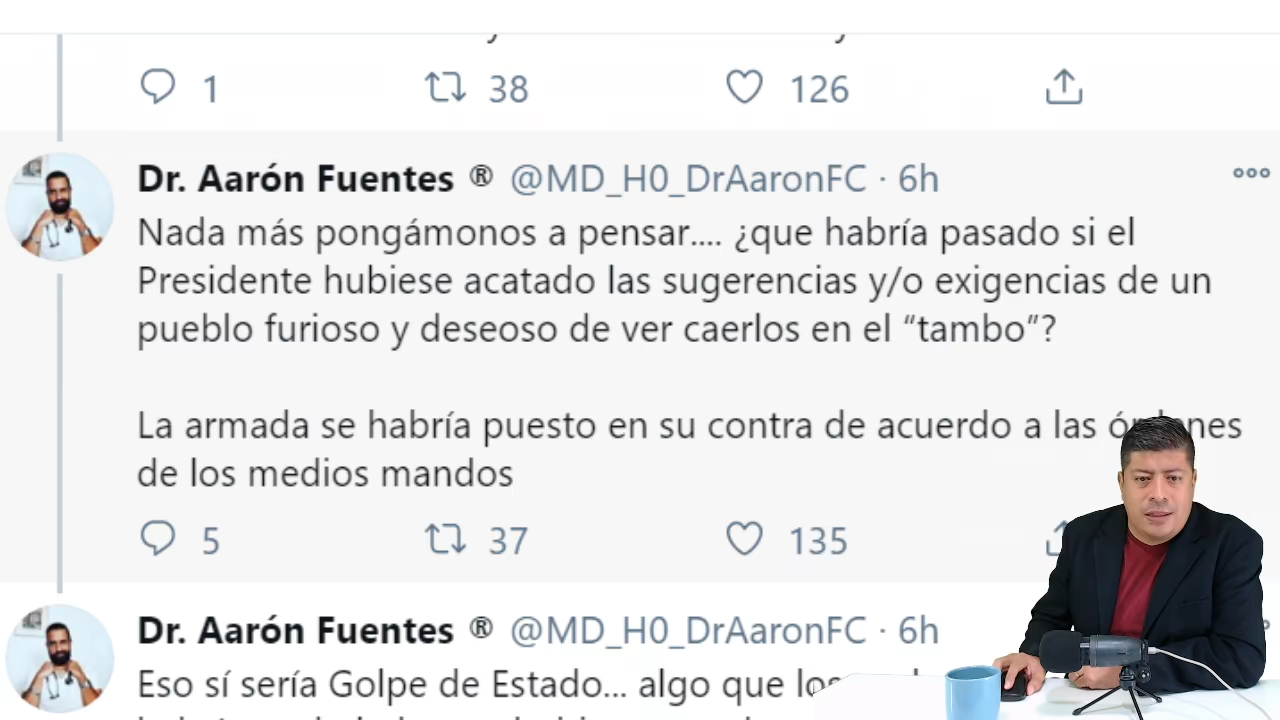 1 38 126
Dr. Aarón Fuentes ® @MD_H0_DrAaronFC · 6h
Nada más pongámonos a pensar.... ¿que habría pasado si el
Presidente hubiese acatado las sugerencias y/o exigencias de un
pueblo furioso y deseoso de ver caerlos en el “tambo”?
La armada se habría puesto en su contra de acuerdo a las órdenes
de los medios mandos
5 37 135
Dr. Aarón Fuentes ® @MD_H0_DrAaronFC · 6h
Eso sí sería Golpe de Estado... algo que